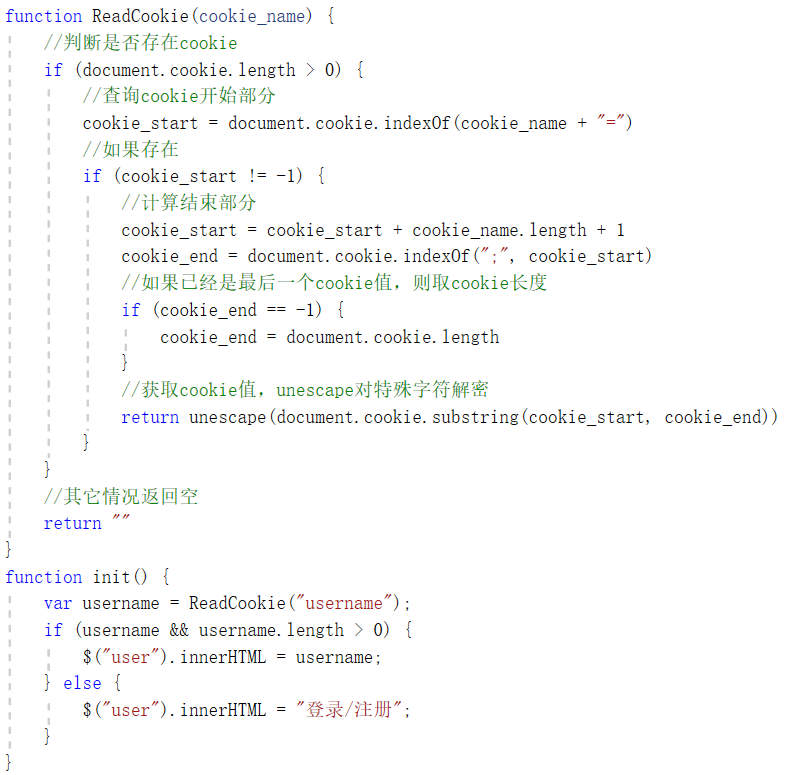 function ReadCookie(cookie_name) {
    //判断是否存在cookie
    if (document.cookie.length > 0) {
        //查询cookie开始部分
        cookie_start = document.cookie.indexOf(cookie_name + "=")
        //如果存在
        if (cookie_start != -1) {
            //计算结束部分
            cookie_start = cookie_start + cookie_name.length + 1
            cookie_end = document.cookie.indexOf(";", cookie_start)
            //如果已经是最后一个cookie值，则取cookie长度
            if (cookie_end == -1) {
                cookie_end = document.cookie.length
            }
            //获取cookie值，unescape对特殊字符解密
            return unescape(document.cookie.substring(cookie_start, cookie_end))
        }
    }
    //其它情况返回空
    return ""
}
function init() {
    var username = ReadCookie("username");
    if (username && username.length > 0) {
        $("user").innerHTML = username;
    } else {
        $("user").innerHTML = "登录/注册";
    }
}